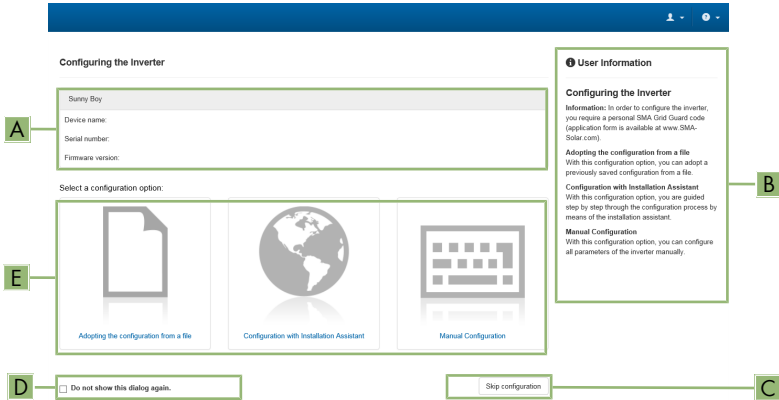 Configuring the Inverter
A
Sunny Boy
Device name:
Serial number:
Firmware version:
Select a configuration option:
E
Adopting the configuration from a file
Configuration with Installation Assistant
Manual Configuration
D
Do not show this dialog again.
Skip configuration
C
User Information
Configuring the Inverter
Information: In order to configure the inverter,
you require a personal SMA Grid Guard code
(application form is available at www.SMA-
Solar.com).
Adopting the configuration from a file
With this configuration option, you can adopt a
previously saved configuration from a file.
Configuration with Installation Assistant
With this configuration option, you are guided
step by step through the configuration process by
means of the installation assistant.
Manual Configuration
With this configuration option, you can configure
all parameters of the inverter manually.
B